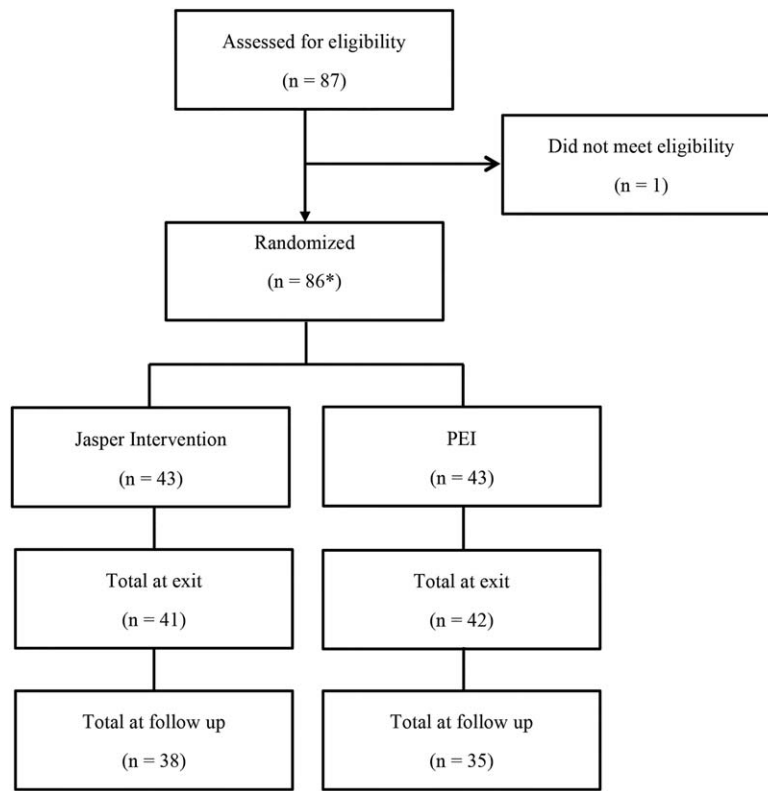 Assessed for eligibility
(n = 87)
Did not meet eligibility
(n = 1)
Randomized
(n = 86*)
Jasper Intervention
(n = 43)
PEI
(n = 43)
Total at exit
(n = 41)
Total at exit
(n = 42)
Total at follow up
(n = 38)
Total at follow up
(n = 35)